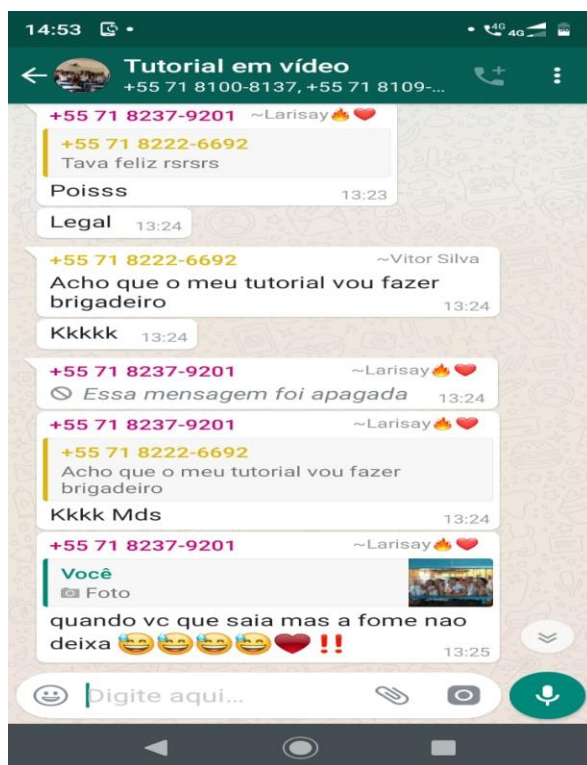 14:53
4G 4G
Tutorial em vídeo
+55 71 8100-8137, +55 71 8109-...
+55 71 8237-9201 ~Larisay🔥❤️
+55 71 8222-6692
Tava feliz rsrsrs
Poisss 13:23
Legal 13:24
+55 71 8222-6692 ~Vitor Silva
Acho que o meu tutorial vou fazer
brigadeiro 13:24
Kkkkk 13:24
+55 71 8237-9201 ~Larisay🔥❤️
Essa mensagem foi apagada 13:24
+55 71 8237-9201 ~Larisay🔥❤️
+55 71 8222-6692
Acho que o meu tutorial vou fazer
brigadeiro
Kkkk Mds 13:24
+55 71 8237-9201 ~Larisay🔥❤️
Você
Foto
quando vc que saia mas a fome nao
deixa 😅😅😅😅❤️‼️ 13:25
Digite aqui...